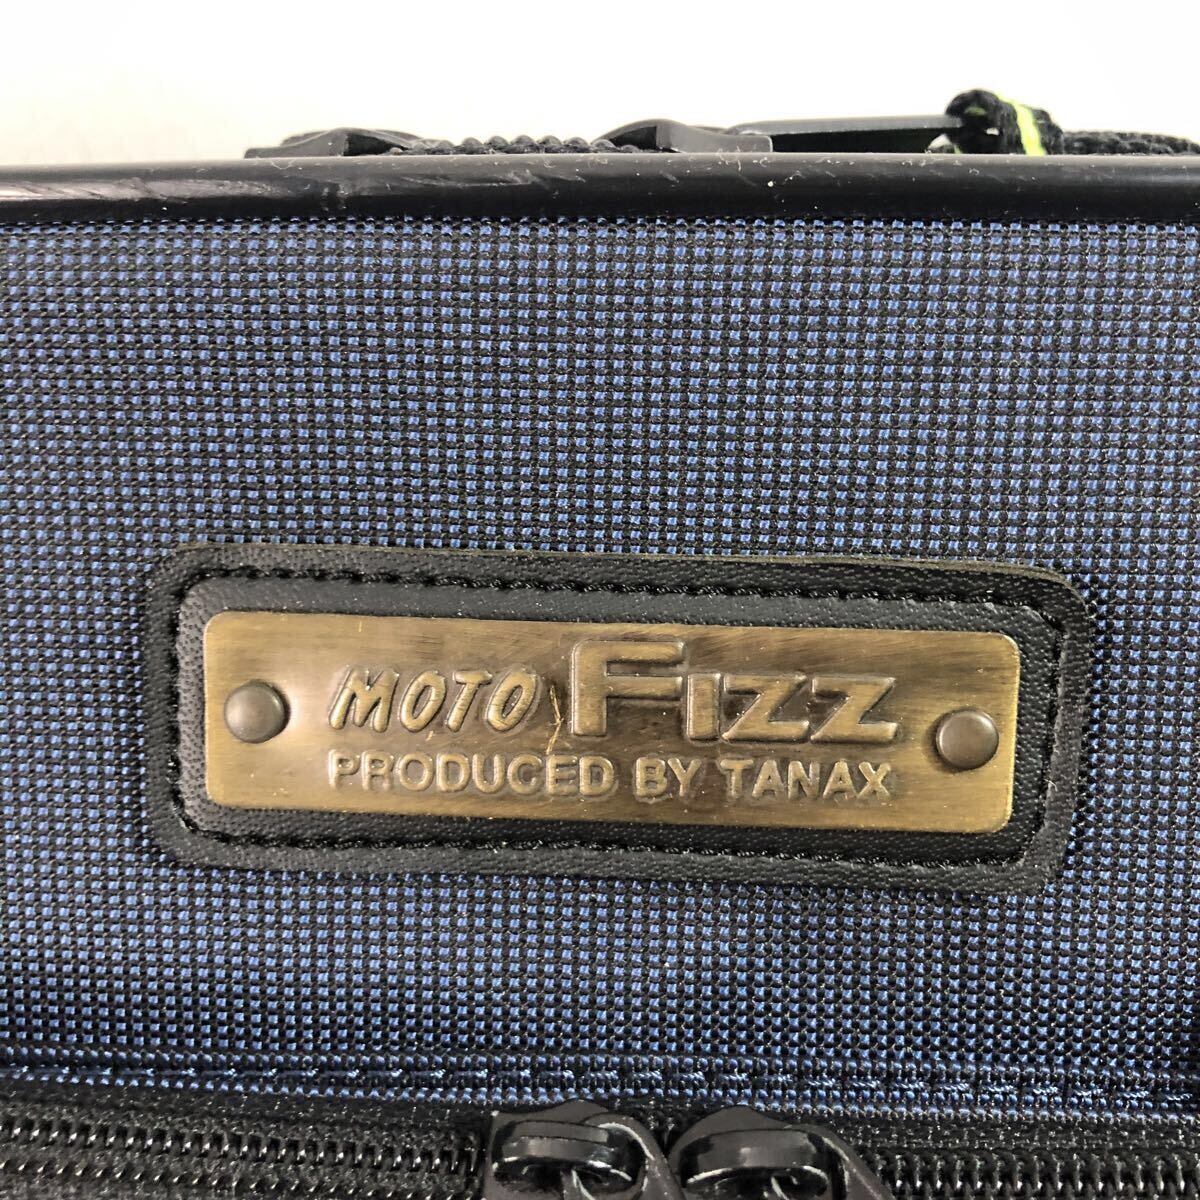 MOTO FIZZ
PRODUCED BY TANAX